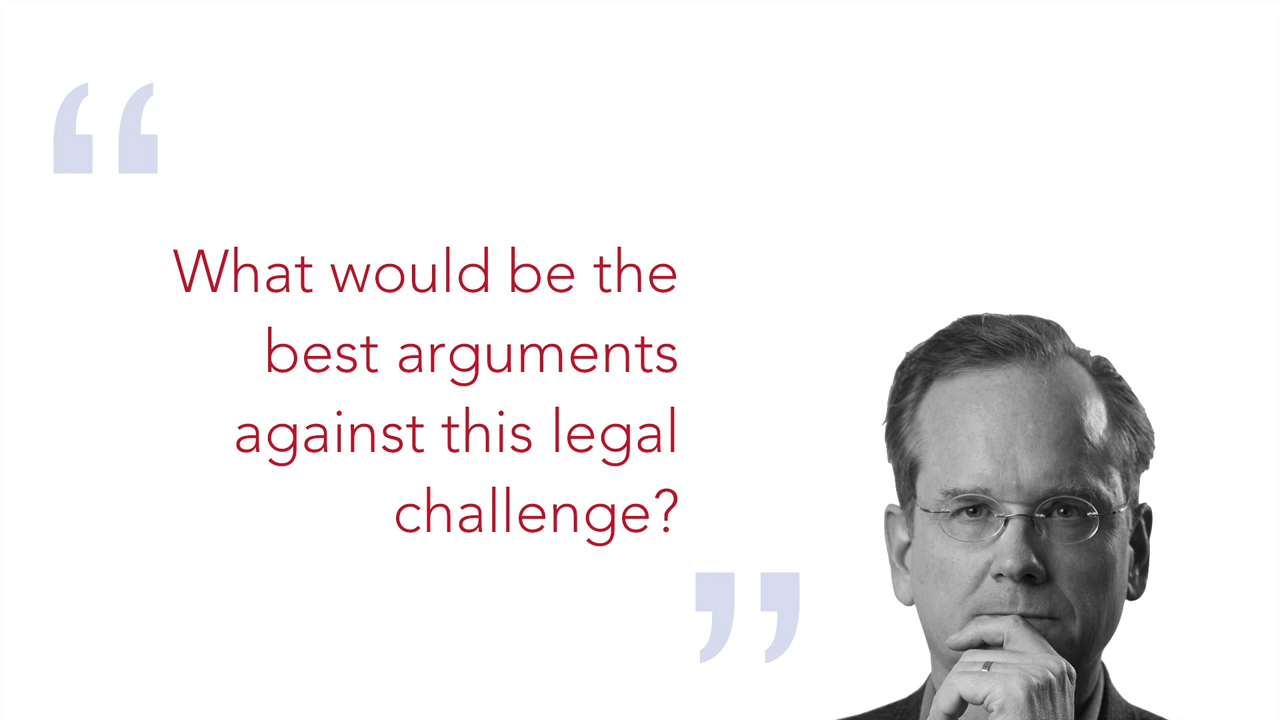 “
What would be the
best arguments
against this legal
challenge?
”